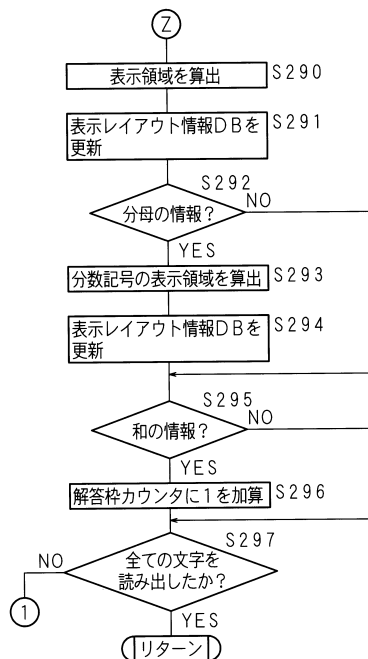 Z
表示領域を算出 S290
表示レイアウト情報DBを
更新
S291
S292
分母の情報?
NO
YES
分数記号の表示領域を算出 S293
表示レイアウト情報DBを
更新
S294
S295
和の情報?
NO
YES
解答枠カウンタに1を加算 S296
S297
NO
全ての文字を
読み出したか?
1
YES
リターン